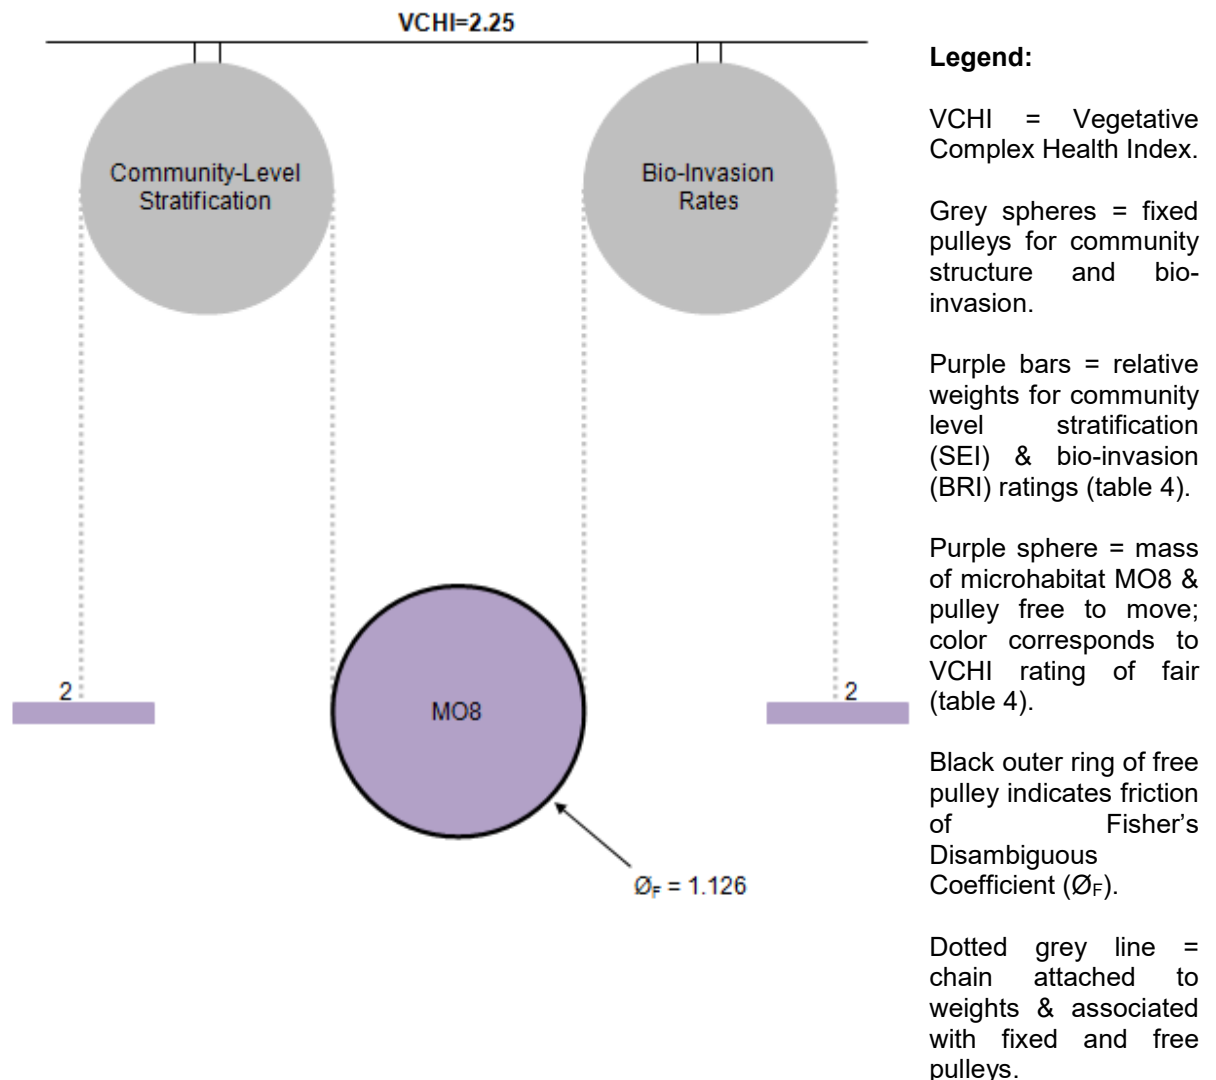 VCHI=2.25
Community-Level
Stratification
Bio-Invasion
Rates
2
2
MO8
ØF = 1.126
Legend:
VCHI = Vegetative
Complex Health Index.
Grey spheres = fixed
pulleys for community
structure and bio-
invasion.
Purple bars = relative
weights for community
level stratification
(SEI) & bio-invasion
(BRI) ratings (table 4).
Purple sphere = mass
of microhabitat MO8 &
pulley free to move;
color corresponds to
VCHI rating of fair
(table 4).
Black outer ring of free
pulley indicates friction
of Fisher's
Disambiguous
Coefficient (ØF).
Dotted grey line =
chain attached to
weights & associated
with fixed and free
pulleys.